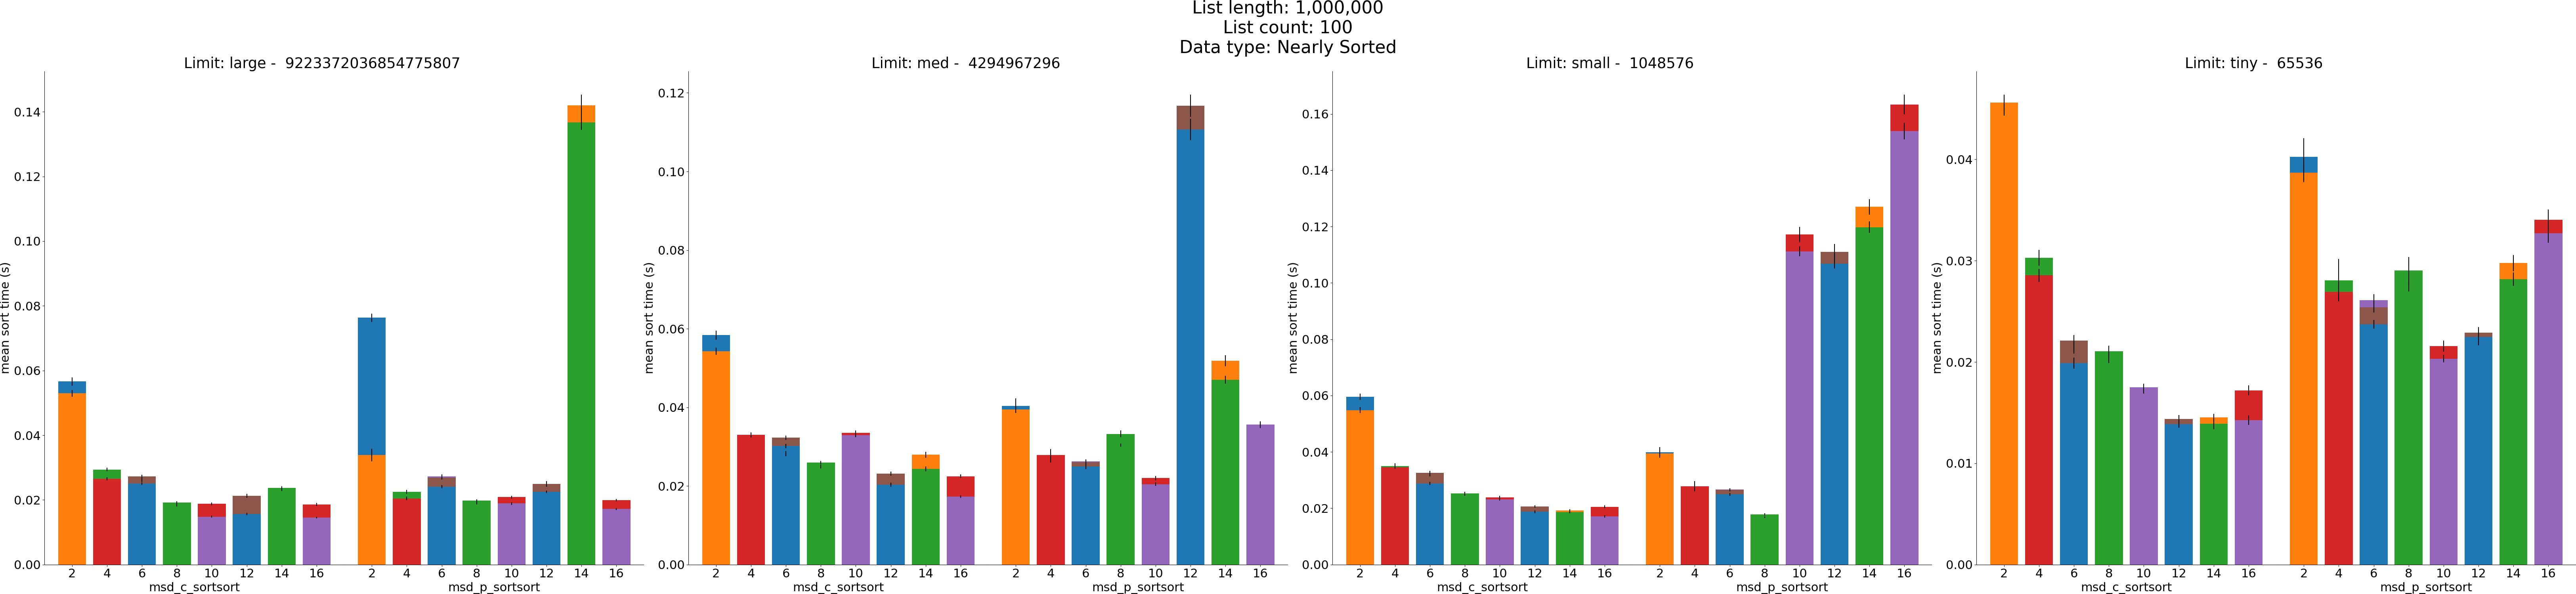 List length: 1,000,000
List count: 100
Data type: Nearly Sorted
Limit: large -  9223372036854775807
mean sort time (s)
0.14
0.12
0.10
0.08
0.06
0.04
0.02
0.00
2 4 6 8 10 12 14 16 2 4 6 8 10 12 14 16
msd_c_sortsort msd_p_sortsort
Limit: med -  4294967296
mean sort time (s)
0.12
0.10
0.08
0.06
0.04
0.02
0.00
2 4 6 8 10 12 14 16 2 4 6 8 10 12 14 16
msd_c_sortsort msd_p_sortsort
Limit: small -  1048576
mean sort time (s)
0.16
0.14
0.12
0.10
0.08
0.06
0.04
0.02
0.00
2 4 6 8 10 12 14 16 2 4 6 8 10 12 14 16
msd_c_sortsort msd_p_sortsort
Limit: tiny -  65536
mean sort time (s)
0.04
0.03
0.02
0.01
0.00
2 4 6 8 10 12 14 16 2 4 6 8 10 12 14 16
msd_c_sortsort msd_p_sortsort